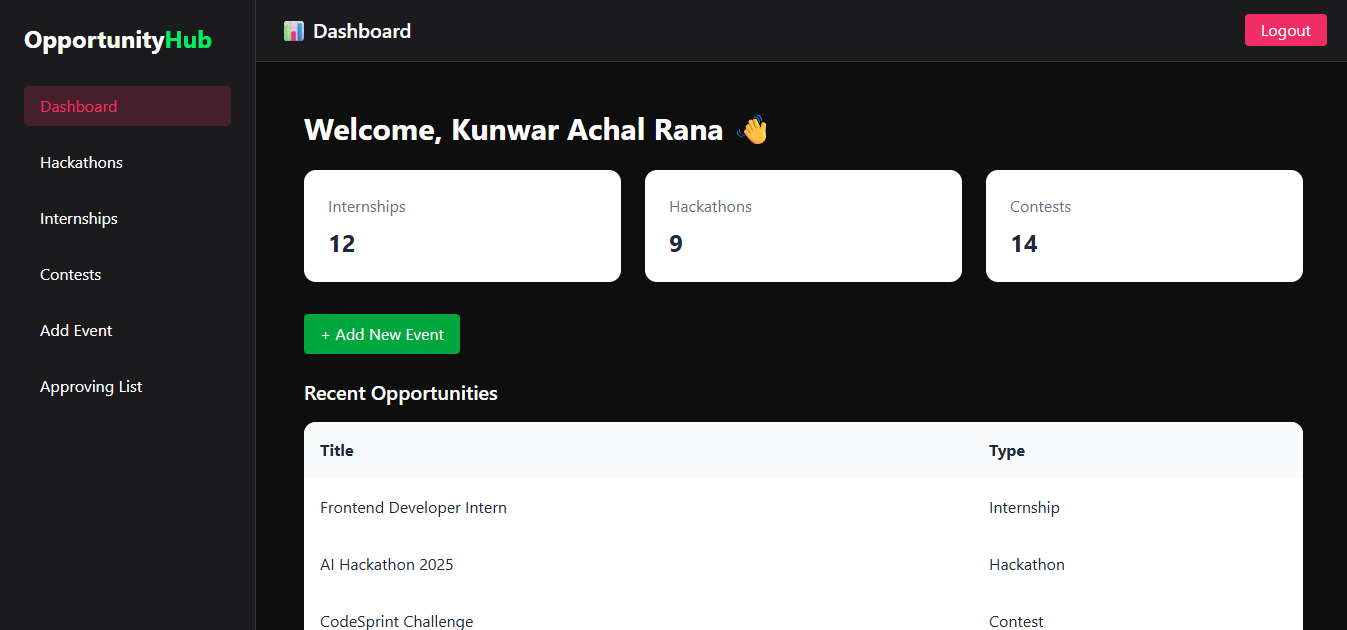 OpportunityHub
Dashboard
Hackathons
Internships
Contests
Add Event
Approving List
Dashboard
Logout
Welcome, Kunwar Achal Rana 👋
Internships
12
Hackathons
9
Contests
14
+ Add New Event
Recent Opportunities
Title Type
Frontend Developer Intern Internship
AI Hackathon 2025 Hackathon
CodeSprint Challenge Contest